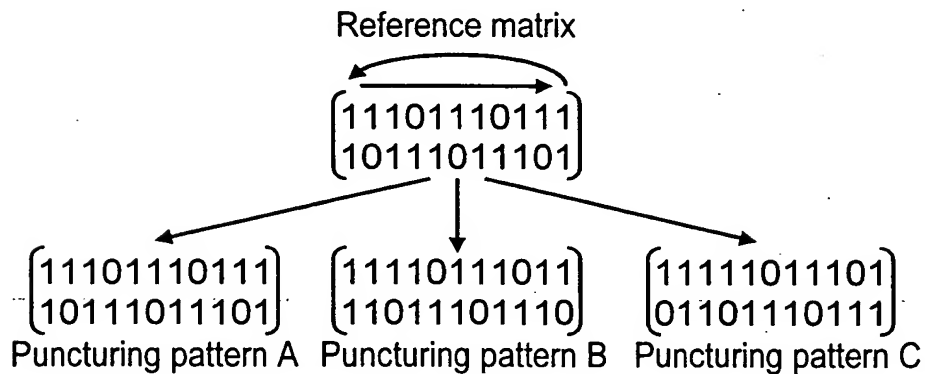 Reference matrix
11101110111
10111011101
11101110111
10111011101
Puncturing pattern A
11110111011
11011101110
Puncturing pattern B
11111011101
01101110111
Puncturing pattern C